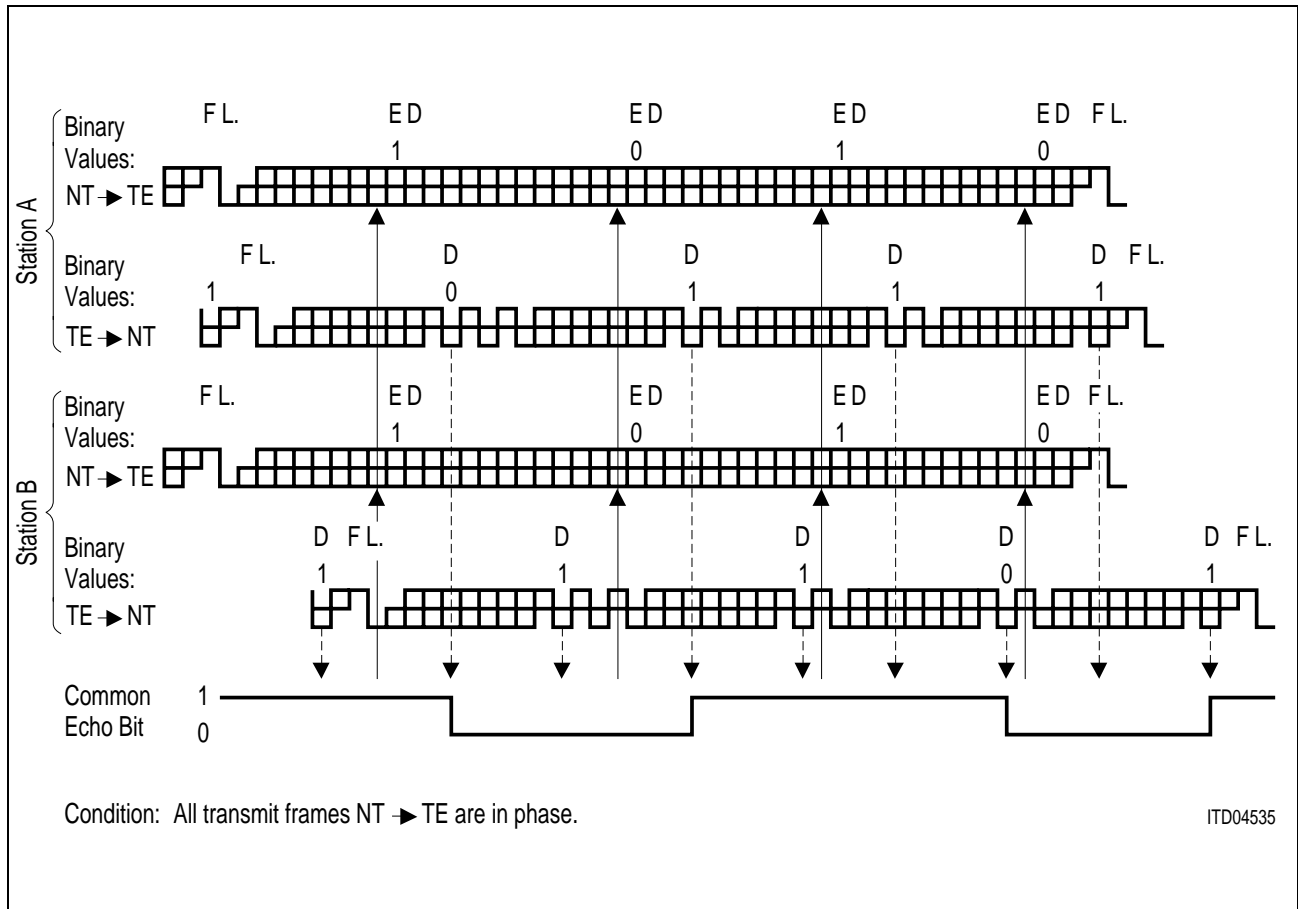 F L. E D E D E D E D F L.
Binary
Values: 1 0 1 0
NT TE
Station A
Binary F L. D D D D F L.
Values: 1 0 1 1 1
TE NT
Binary F L. E D E D E D E D F L.
Values: 1 0 1 0
NT TE
Station B
Binary D F L. D D D D F L.
Values: 1 1 1 0 1
TE NT
Common 1
Echo Bit 0
Condition: All transmit frames NT TE are in phase.
ITD04535